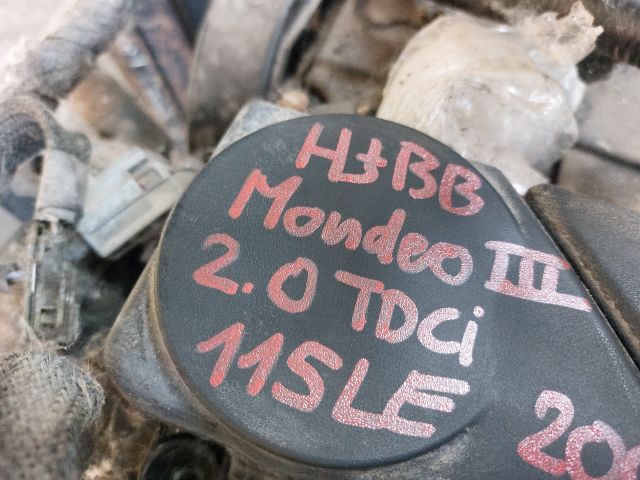 HJBB
Mondeo III
2.0 TDCi
115LE